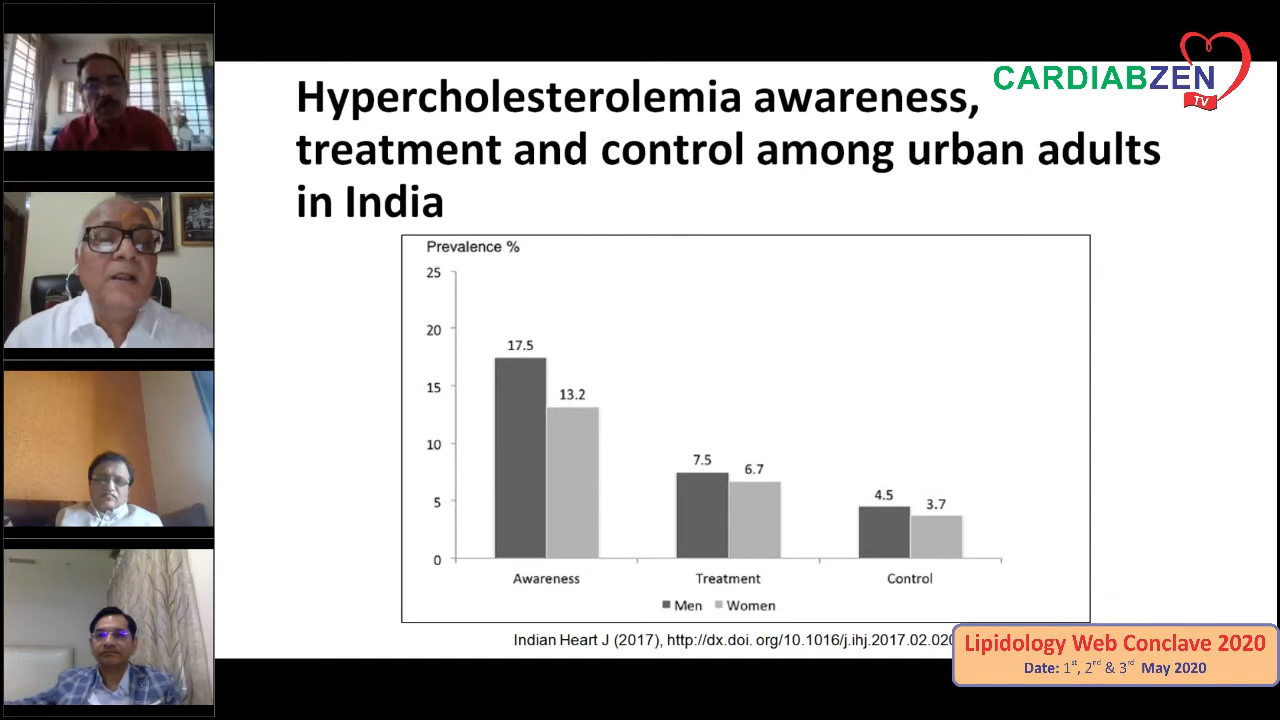 CARDIABZEN
TV
Hypercholesterolemia awareness,
treatment and control among urban adults
in India
Prevalence %
25
20
15
10
5
0
17.5
13.2
7.5
6.7
4.5
3.7
Awareness Treatment Control
Men Women
Indian Heart J (2017), http://dx.doi. org/10.1016/j.ihj.2017.02.020
Lipidology Web Conclave 2020
Date: 1st, 2nd & 3rd May 2020